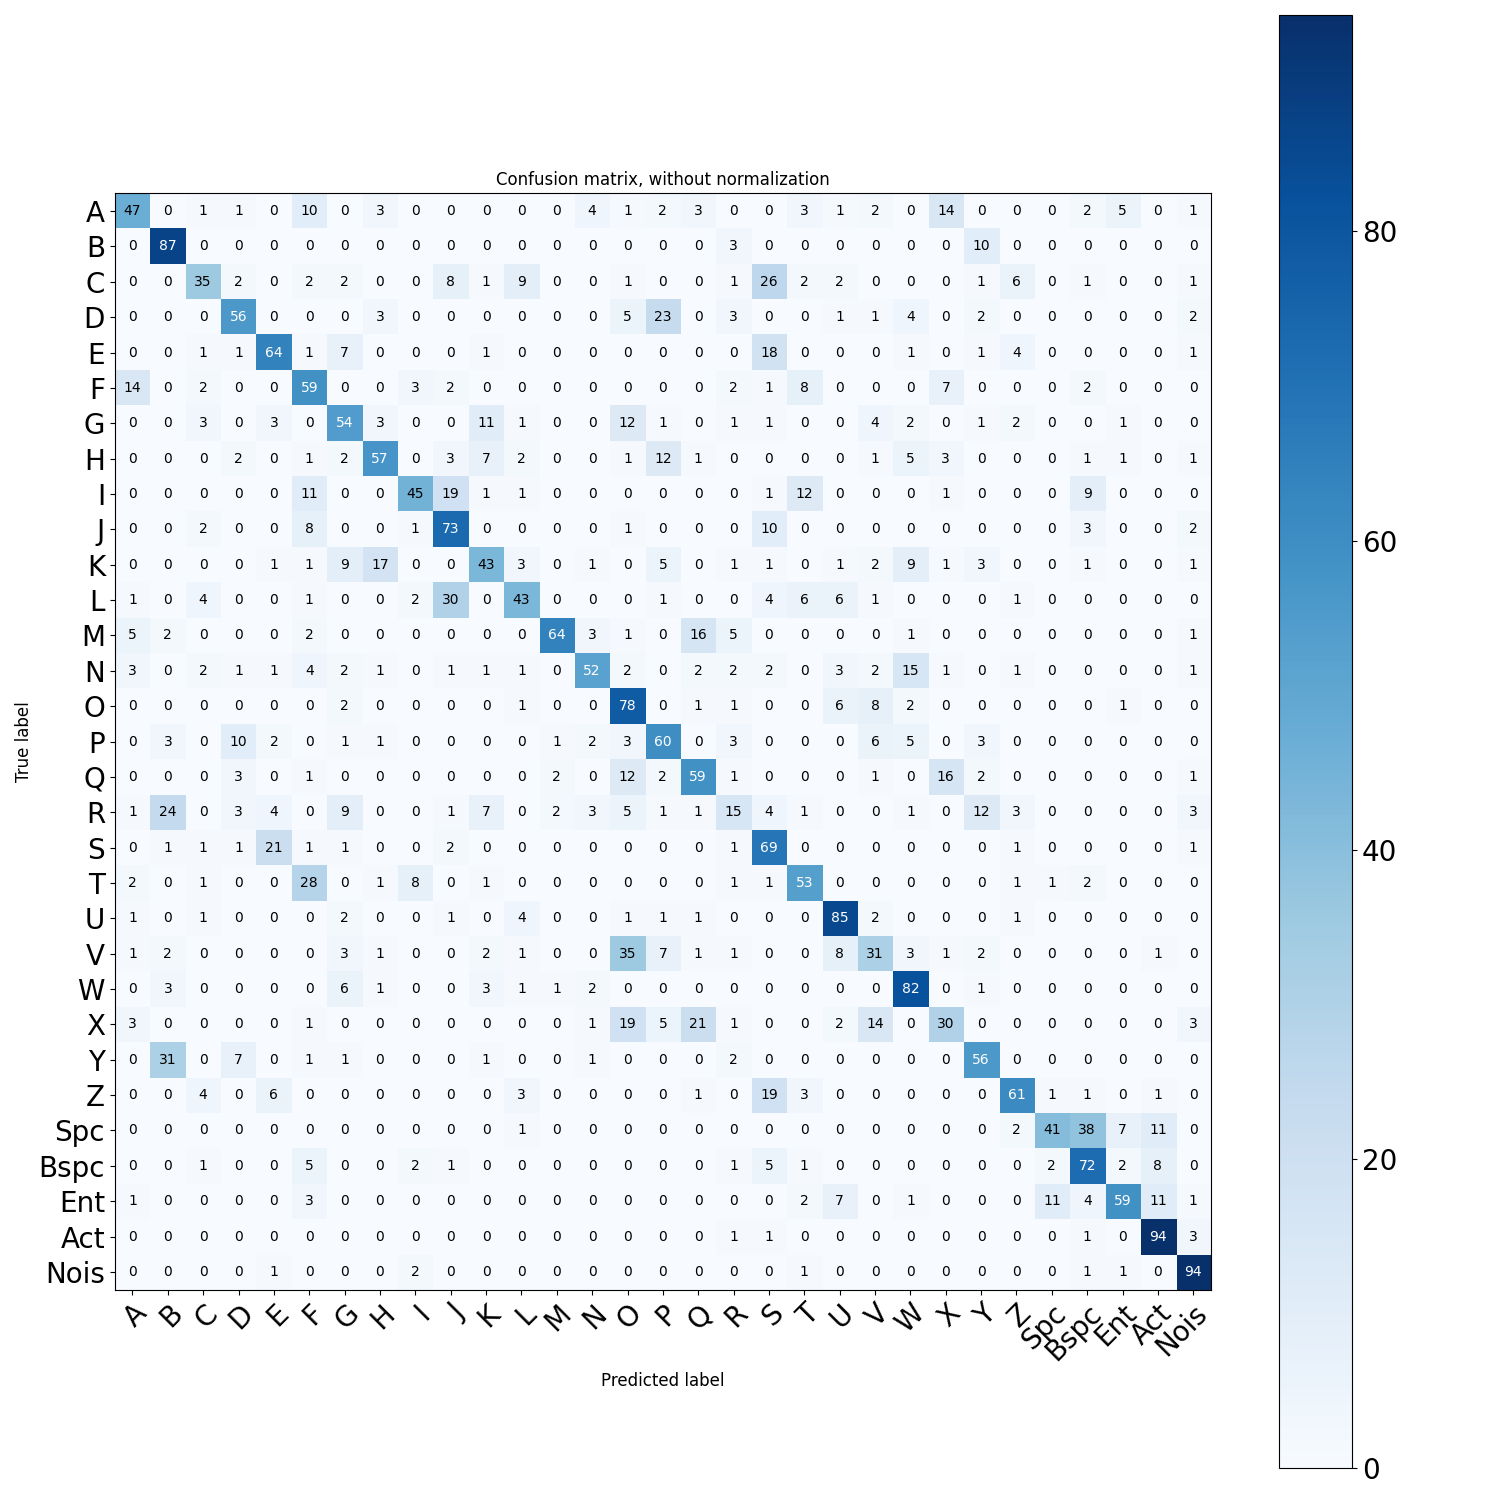 Confusion matrix, without normalization
True label
A 47 0 1 1 0 10 0 3 0 0 0 0 0 4 1 2 3 0 0 3 1 2 0 14 0 0 0 2 5 0 1
B 0 87 0 0 0 0 0 0 0 0 0 0 0 0 0 0 0 3 0 0 0 0 0 0 10 0 0 0 0 0 0
C 0 0 35 2 0 2 2 0 0 8 1 9 0 0 1 0 0 1 26 2 2 0 0 0 1 6 0 1 0 0 1
D 0 0 0 56 0 0 0 3 0 0 0 0 0 0 5 23 0 3 0 0 1 1 4 0 2 0 0 0 0 0 2
E 0 0 1 1 64 1 7 0 0 0 1 0 0 0 0 0 0 0 18 0 0 0 1 0 1 4 0 0 0 0 1
F 14 0 2 0 0 59 0 0 3 2 0 0 0 0 0 0 0 2 1 8 0 0 0 7 0 0 0 2 0 0 0
G 0 0 3 0 3 0 54 3 0 0 11 1 0 0 12 1 0 1 1 0 0 4 2 0 1 2 0 0 1 0 0
H 0 0 0 2 0 1 2 57 0 3 7 2 0 0 1 12 1 0 0 0 0 1 5 3 0 0 0 1 1 0 1
I 0 0 0 0 0 11 0 0 45 19 1 1 0 0 0 0 0 0 1 12 0 0 0 1 0 0 0 9 0 0 0
J 0 0 2 0 0 8 0 0 1 73 0 0 0 0 1 0 0 0 10 0 0 0 0 0 0 0 0 3 0 0 2
K 0 0 0 0 1 1 9 17 0 0 43 3 0 1 0 5 0 1 1 0 1 2 9 1 3 0 0 1 0 0 1
L 1 0 4 0 0 1 0 0 2 30 0 43 0 0 0 1 0 0 4 6 6 1 0 0 0 1 0 0 0 0 0
M 5 2 0 0 0 2 0 0 0 0 0 0 64 3 1 0 16 5 0 0 0 0 1 0 0 0 0 0 0 0 1
N 3 0 2 1 1 4 2 1 0 1 1 1 0 52 2 0 2 2 2 0 3 2 15 1 0 1 0 0 0 0 1
O 0 0 0 0 0 0 2 0 0 0 0 1 0 0 78 0 1 1 0 0 6 8 2 0 0 0 0 0 1 0 0
P 0 3 0 10 2 0 1 1 0 0 0 0 1 2 3 60 0 3 0 0 0 6 5 0 3 0 0 0 0 0 0
Q 0 0 0 3 0 1 0 0 0 0 0 0 2 0 12 2 59 1 0 0 0 1 0 16 2 0 0 0 0 0 1
R 1 24 0 3 4 0 9 0 0 1 7 0 2 3 5 1 1 15 4 1 0 0 1 0 12 3 0 0 0 0 3
S 0 1 1 1 21 1 1 0 0 2 0 0 0 0 0 0 0 1 69 0 0 0 0 0 0 1 0 0 0 0 1
T 2 0 1 0 0 28 0 1 8 0 1 0 0 0 0 0 0 1 1 53 0 0 0 0 0 1 1 2 0 0 0
U 1 0 1 0 0 0 2 0 0 1 0 4 0 0 1 1 1 0 0 0 85 2 0 0 0 1 0 0 0 0 0
V 1 2 0 0 0 0 3 1 0 0 2 1 0 0 35 7 1 1 0 0 8 31 3 1 2 0 0 0 0 1 0
W 0 3 0 0 0 0 6 1 0 0 3 1 1 2 0 0 0 0 0 0 0 0 82 0 1 0 0 0 0 0 0
X 3 0 0 0 0 1 0 0 0 0 0 0 0 1 19 5 21 1 0 0 2 14 0 30 0 0 0 0 0 0 3
Y 0 31 0 7 0 1 1 0 0 0 1 0 0 1 0 0 0 2 0 0 0 0 0 0 56 0 0 0 0 0 0
Z 0 0 4 0 6 0 0 0 0 0 0 3 0 0 0 0 1 0 19 3 0 0 0 0 0 61 1 1 0 1 0
Spc 0 0 0 0 0 0 0 0 0 0 0 1 0 0 0 0 0 0 0 0 0 0 0 0 0 2 41 38 7 11 0
Bspc 0 0 1 0 0 5 0 0 2 1 0 0 0 0 0 0 0 1 5 1 0 0 0 0 0 0 2 72 2 8 0
Ent 1 0 0 0 0 3 0 0 0 0 0 0 0 0 0 0 0 0 0 2 7 0 1 0 0 0 11 4 59 11 1
Act 0 0 0 0 0 0 0 0 0 0 0 0 0 0 0 0 0 1 1 0 0 0 0 0 0 0 0 1 0 94 3
Nois 0 0 0 0 1 0 0 0 2 0 0 0 0 0 0 0 0 0 0 1 0 0 0 0 0 0 0 1 1 0 94
A B C D E F G H I J K L M N O P Q R S T U V W X Y Z Spc Bspc Ent Act Nois
Predicted label
80
60
40
20
0